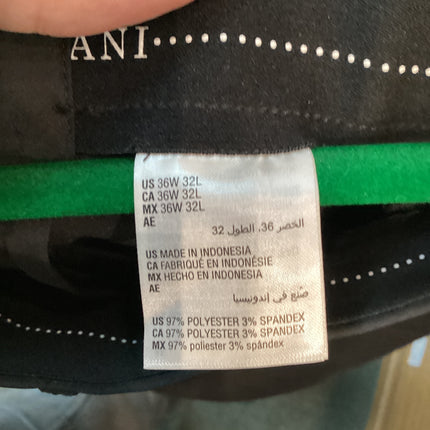 ANI
US 36W 32L
CA 36W 32L
MX 36W 32L
AE
الخصر 36، الطول 32
US MADE IN INDONESIA
CA FABRIQUÉ EN INDONÉSIE
MX HECHO EN INDONESIA
AE
صنع في إندونيسيا
US 97% POLYESTER 3% SPANDEX
CA 97% POLYESTER 3% SPANDEX
MX 97% poliéster 3% spándex